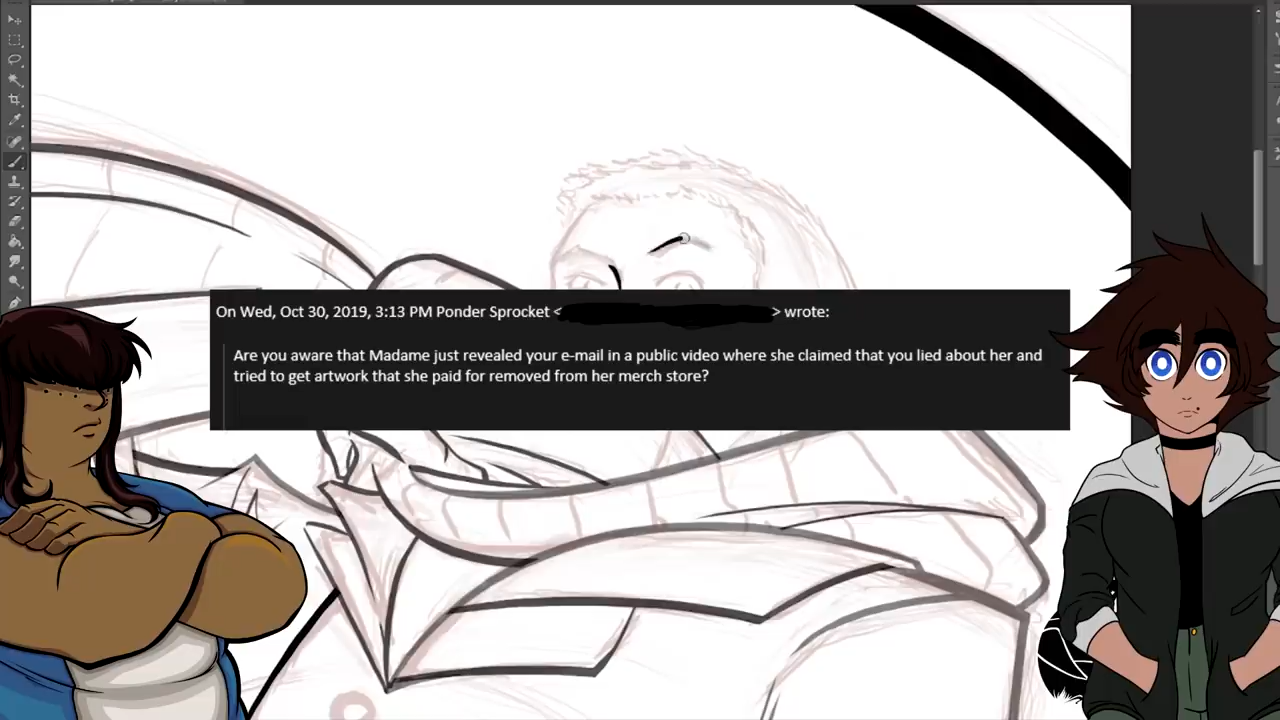 On Wed, Oct 30, 2019, 3:13 PM Ponder Sprocket < > wrote:
Are you aware that Madame just revealed your e-mail in a public video where she claimed that you lied about her and
tried to get artwork that she paid for removed from her merch store?